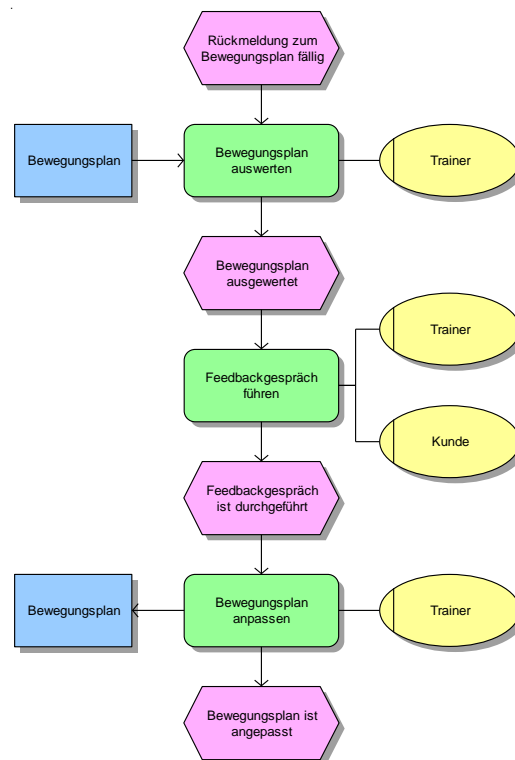 Rückmeldung zum
Bewegungsplan fällig
Bewegungsplan
Bewegungsplan
auswerten
Trainer
Bewegungsplan
ausgewertet
Trainer
Feedbackgespräch
führen
Kunde
Feedbackgespräch
ist durchgeführt
Bewegungsplan
Bewegungsplan
anpassen
Trainer
Bewegungsplan ist
angepasst